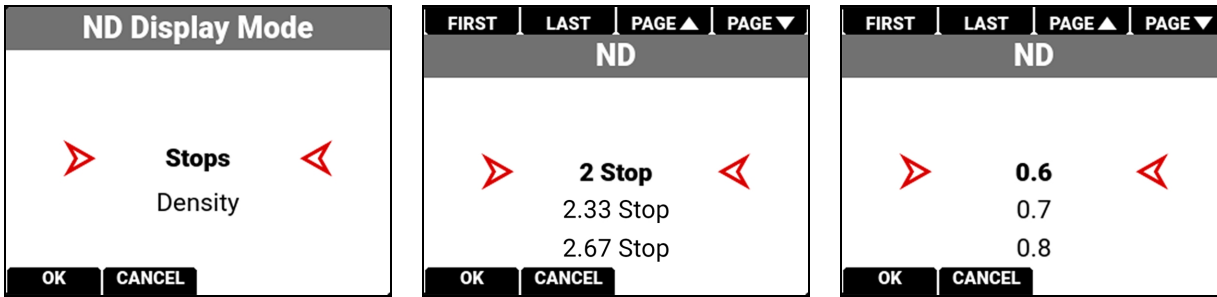 ND Display Mode
Stops
Density
OK CANCEL
FIRST LAST PAGE▲ PAGE▼
ND
2 Stop
2.33 Stop
2.67 Stop
OK CANCEL
FIRST LAST PAGE▲ PAGE▼
ND
0.6
0.7
0.8
OK CANCEL